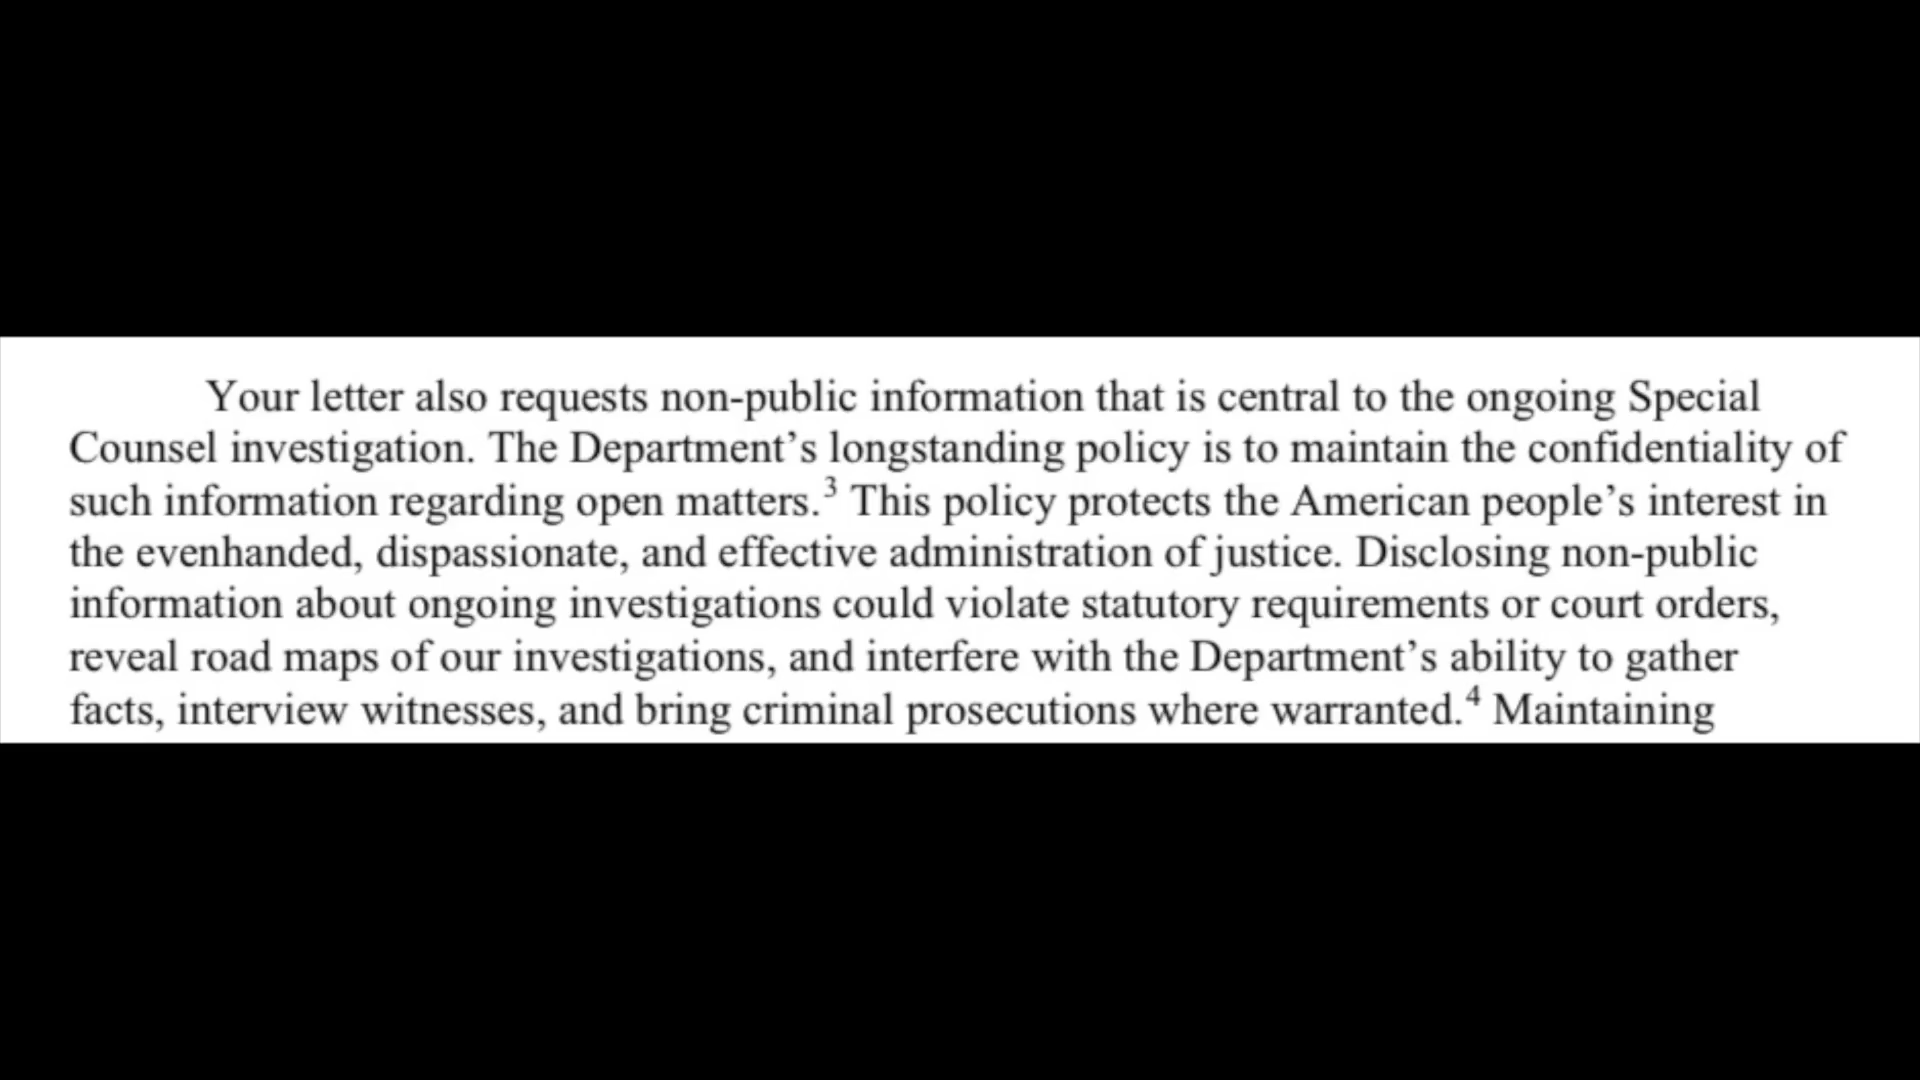 Your letter also requests non-public information that is central to the ongoing Special
Counsel investigation. The Department’s longstanding policy is to maintain the confidentiality of
such information regarding open matters.³ This policy protects the American people’s interest in
the evenhanded, dispassionate, and effective administration of justice. Disclosing non-public
information about ongoing investigations could violate statutory requirements or court orders,
reveal road maps of our investigations, and interfere with the Department’s ability to gather
facts, interview witnesses, and bring criminal prosecutions where warranted.⁴ Maintaining